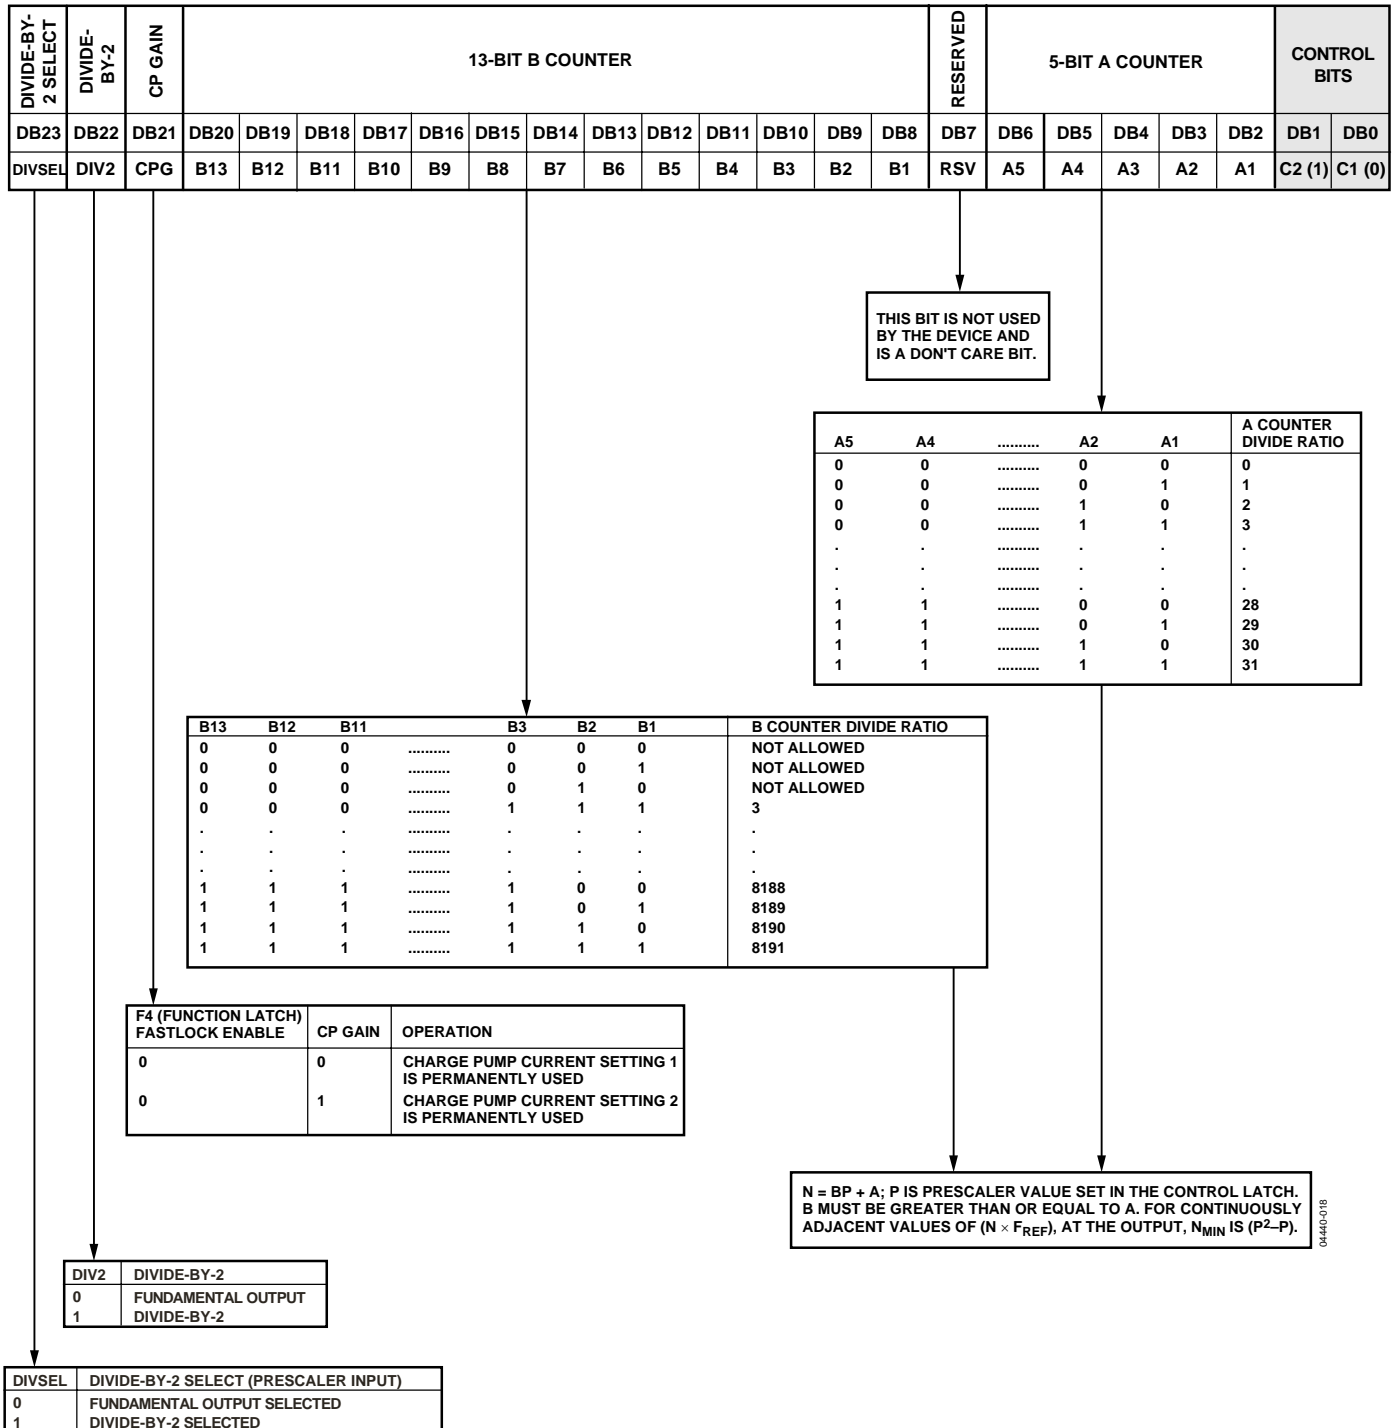 DIVIDE-BY-
2 SELECT
DIVIDE-
BY-2
CP GAIN
13-BIT B COUNTER
RESERVED
5-BIT A COUNTER
CONTROL
BITS
DB23 DB22 DB21 DB20 DB19 DB18 DB17 DB16 DB15 DB14 DB13 DB12 DB11 DB10 DB9 DB8 DB7 DB6 DB5 DB4 DB3 DB2 DB1 DB0
DIVSEL DIV2 CPG B13 B12 B11 B10 B9 B8 B7 B6 B5 B4 B3 B2 B1 RSV A5 A4 A3 A2 A1 C2 (1) C1 (0)
THIS BIT IS NOT USED
BY THE DEVICE AND
IS A DON'T CARE BIT.
A COUNTER
A5 A4 .......... A2 A1 DIVIDE RATIO
0 0 .......... 0 0 0
0 0 .......... 0 1 1
0 0 .......... 1 0 2
0 0 .......... 1 1 3
. . .......... . . .
. . .......... . . .
. . .......... . . .
1 1 .......... 0 0 28
1 1 .......... 0 1 29
1 1 .......... 1 0 30
1 1 .......... 1 1 31
B13 B12 B11 B3 B2 B1 B COUNTER DIVIDE RATIO
0 0 0 .......... 0 0 0 NOT ALLOWED
0 0 0 .......... 0 0 1 NOT ALLOWED
0 0 0 .......... 0 1 0 NOT ALLOWED
0 0 0 .......... 1 1 1 3
. . . .......... . . . .
. . . .......... . . . .
. . . .......... . . . .
1 1 1 .......... 1 0 0 8188
1 1 1 .......... 1 0 1 8189
1 1 1 .......... 1 1 0 8190
1 1 1 .......... 1 1 1 8191
F4 (FUNCTION LATCH)
FASTLOCK ENABLE CP GAIN OPERATION
0 0 CHARGE PUMP CURRENT SETTING 1
IS PERMANENTLY USED
0 1 CHARGE PUMP CURRENT SETTING 2
IS PERMANENTLY USED
N = BP + A; P IS PRESCALER VALUE SET IN THE CONTROL LATCH.
B MUST BE GREATER THAN OR EQUAL TO A. FOR CONTINUOUSLY
ADJACENT VALUES OF (N × FREF), AT THE OUTPUT, NMIN IS (P²–P).
04440-018
DIV2 DIVIDE-BY-2
0 FUNDAMENTAL OUTPUT
1 DIVIDE-BY-2
DIVSEL DIVIDE-BY-2 SELECT (PRESCALER INPUT)
0 FUNDAMENTAL OUTPUT SELECTED
1 DIVIDE-BY-2 SELECTED